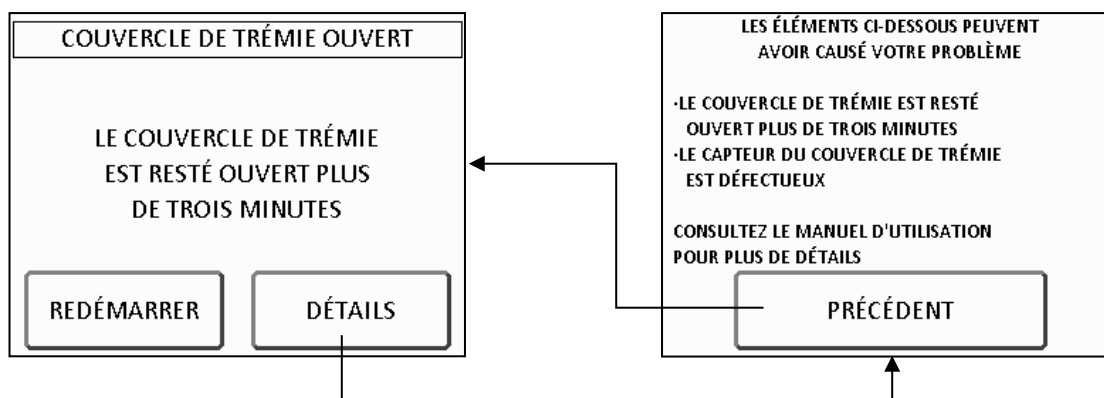 COUVERCLE DE TRÉMIE OUVERT
LE COUVERCLE DE TRÉMIE
EST RESTÉ OUVERT PLUS
DE TROIS MINUTES
REDÉMARRER
DÉTAILS
LES ÉLÉMENTS CI-DESSOUS PEUVENT
AVOIR CAUSÉ VOTRE PROBLÈME
·LE COUVERCLE DE TRÉMIE EST RESTÉ
OUVERT PLUS DE TROIS MINUTES
·LE CAPTEUR DU COUVERCLE DE TRÉMIE
EST DÉFECTUEUX
CONSULTEZ LE MANUEL D'UTILISATION
POUR PLUS DE DÉTAILS
PRÉCÉDENT